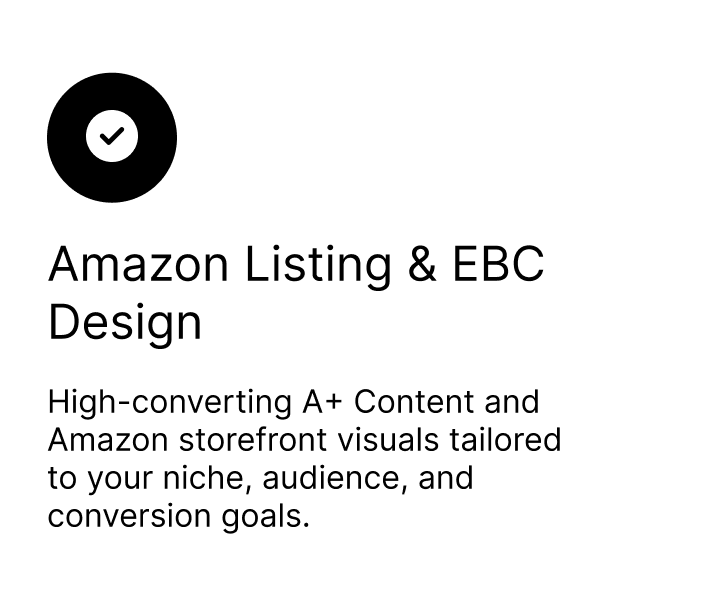 Amazon Listing & EBC
Design
High-converting A+ Content and
Amazon storefront visuals tailored
to your niche, audience, and
conversion goals.